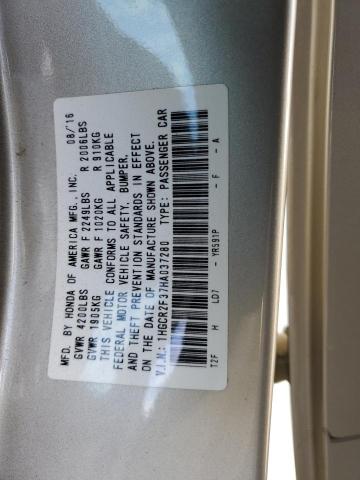 MFD. BY HONDA OF AMERICA MFG., INC. 08/16
GVWR 4200LBS GAWR F 2249LBS R 2006LBS
GVWR 1905KG GAWR F 1020KG R 910KG
THIS VEHICLE CONFORMS TO ALL APPLICABLE
FEDERAL MOTOR VEHICLE SAFETY, BUMPER,
AND THEFT PREVENTION STANDARDS IN EFFECT
ON THE DATE OF MANUFACTURE SHOWN ABOVE.
V.I.N.: 1HGCR2F37HA037280 TYPE: PASSENGER CAR
T2F H LD7 - YR591P - F - A